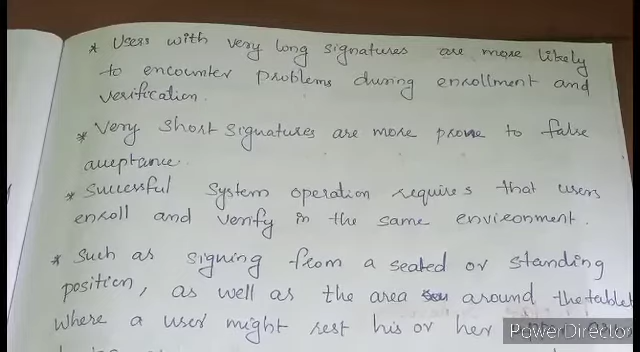 * Users with very long signatures are more likely
to encounter problems during enrollment and
verification.
* Very short signatures are more prone to false
acceptance.
* Successful system operation requires that users
enroll and verify in the same environment.
* Such as signing from a seated or standing
position, as well as the area around the tablet
where a user might rest his or her
PowerDirector